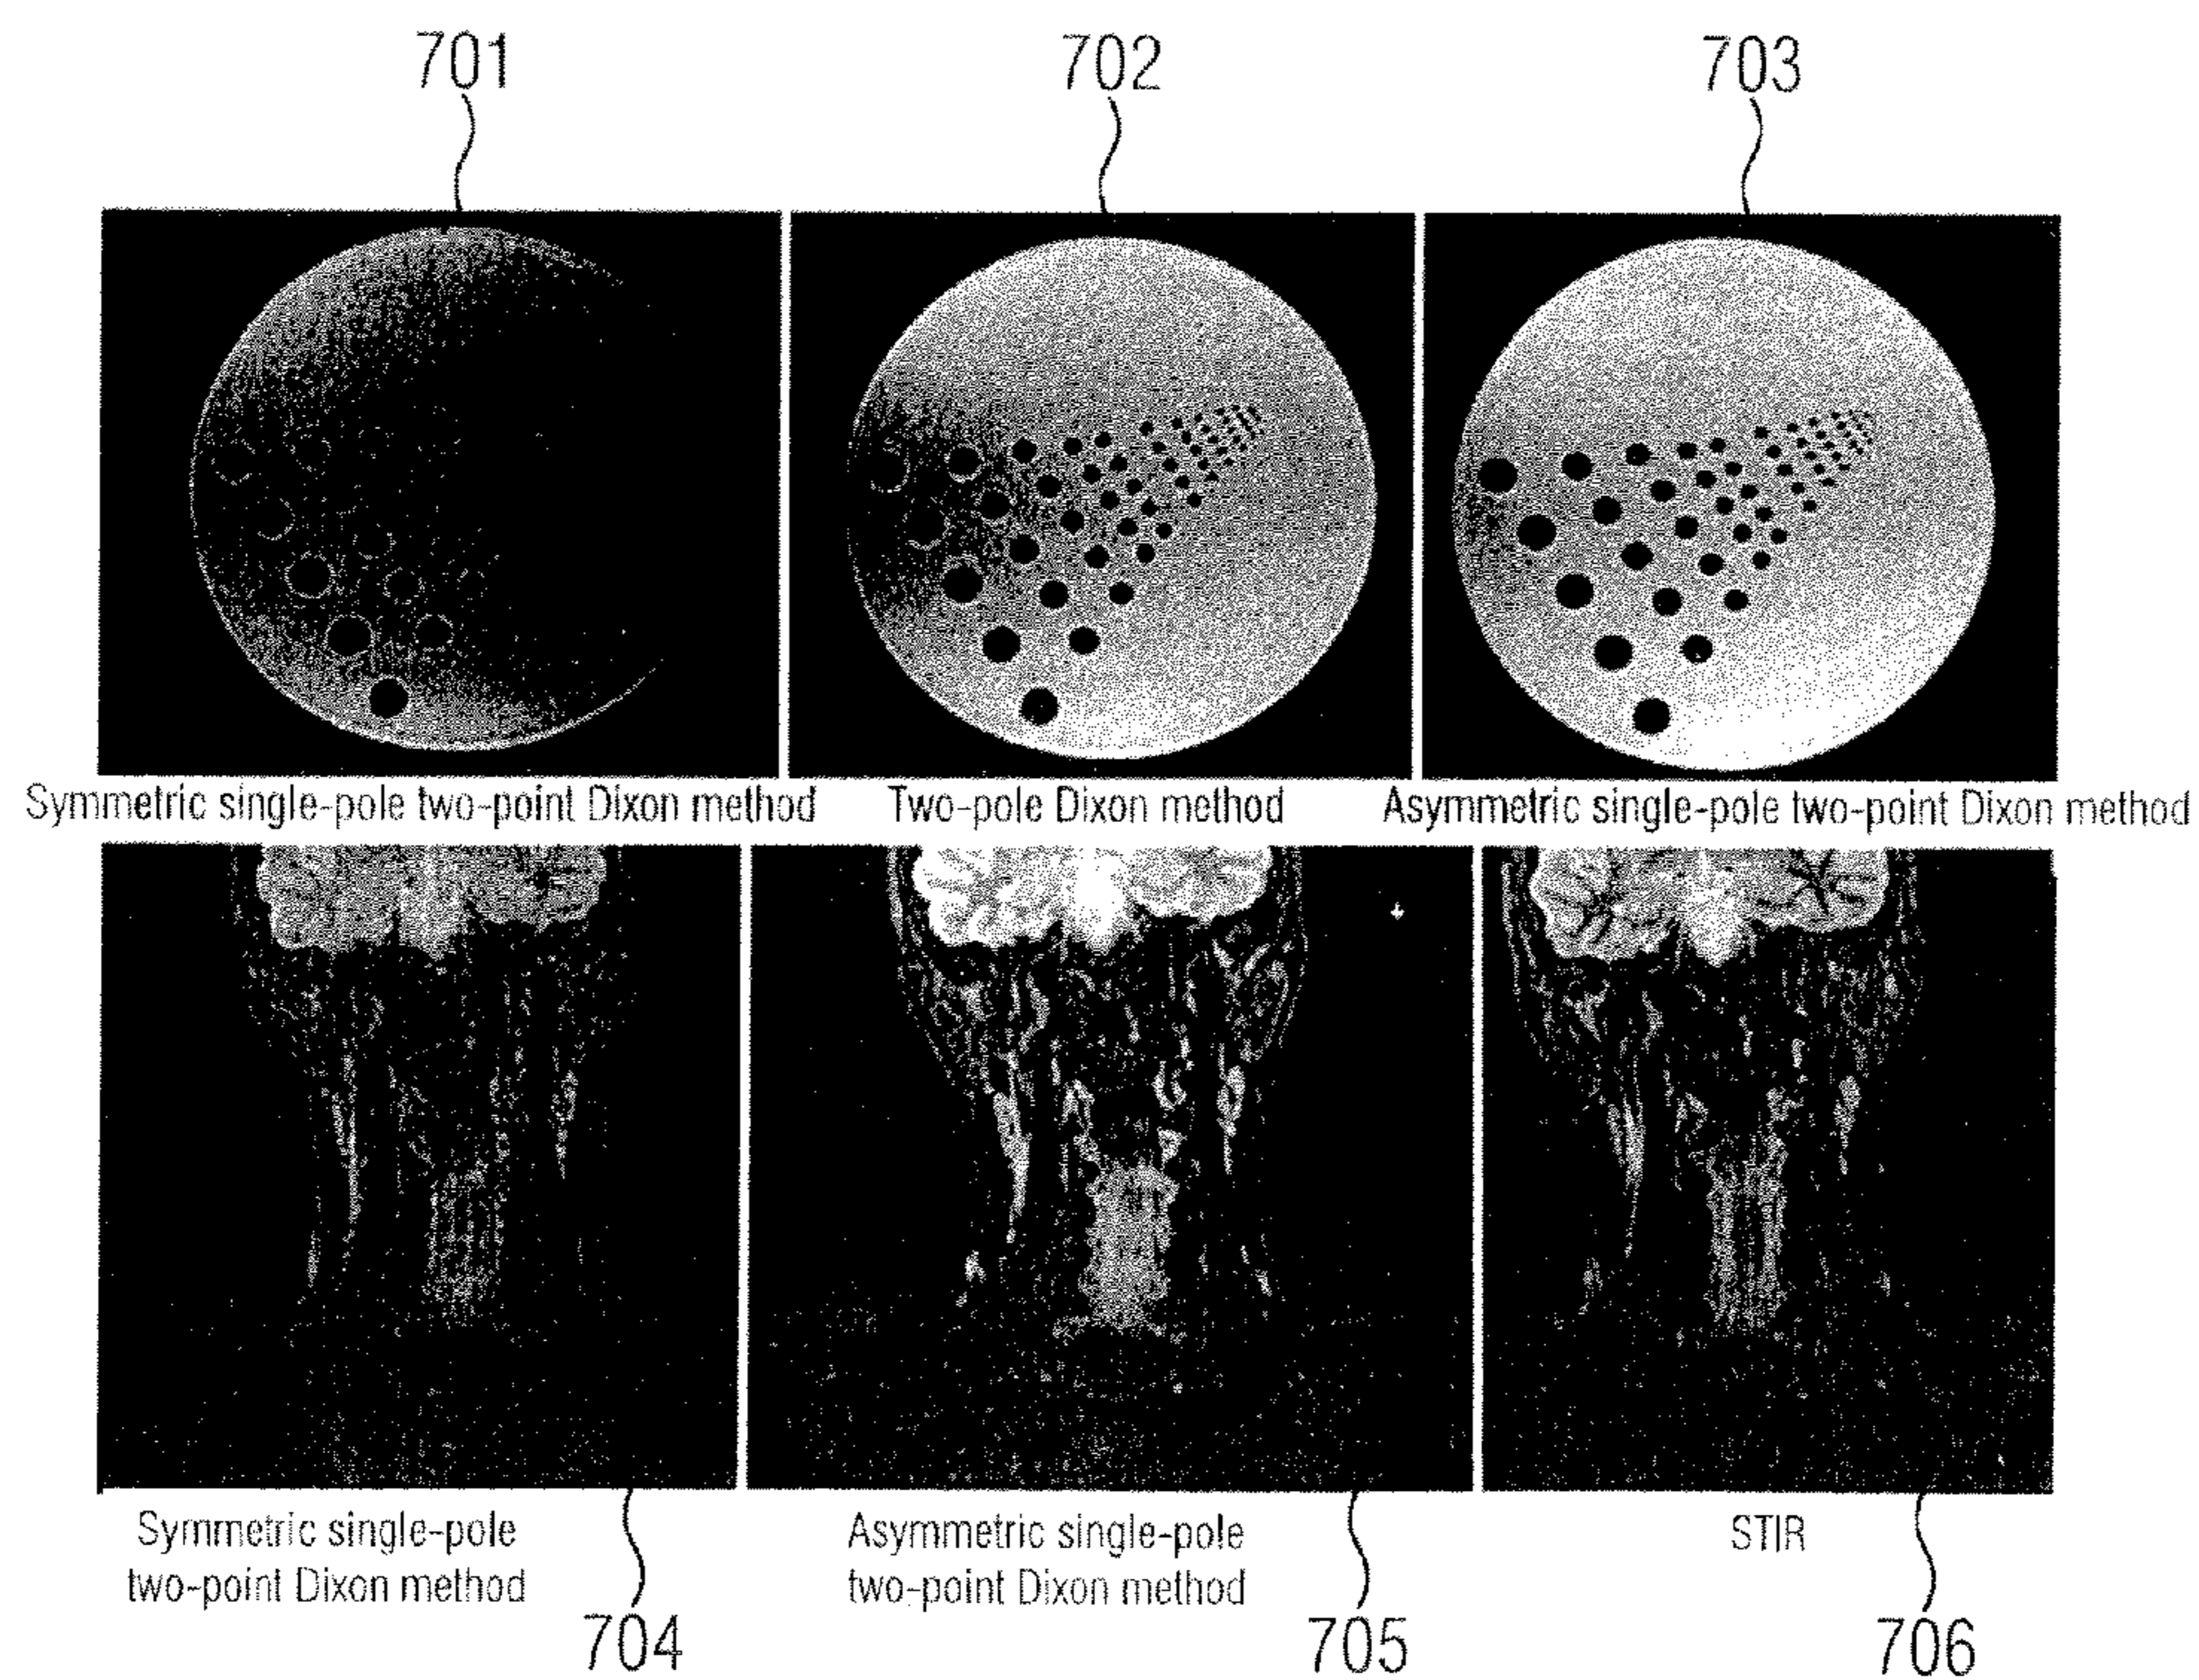 701
702
703
Symmetric single-pole two-point Dixon method
Two-pole Dixon method
Asymmetric single-pole two-point Dixon method
Symmetric single-pole
two-point Dixon method
704
Asymmetric single-pole
two-point Dixon method
705
STIR
706